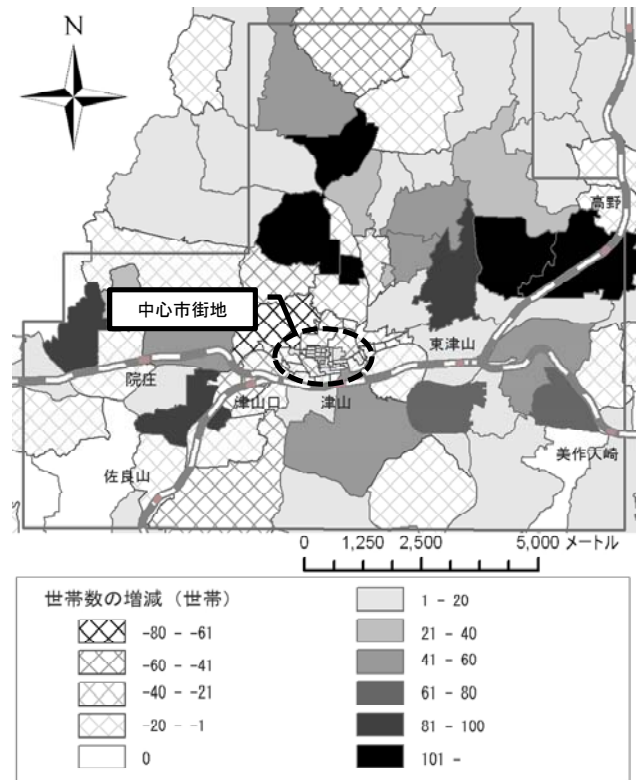 N
高野
中心市街地
東津山
院庄
津山口
津山
佐良山
美作大崎
0 1,250 2,500 5,000 メートル
世帯数の増減（世帯）
-80 - -61
-60 - -41
-40 - -21
-20 - -1
0
1 - 20
21 - 40
41 - 60
61 - 80
81 - 100
101 -